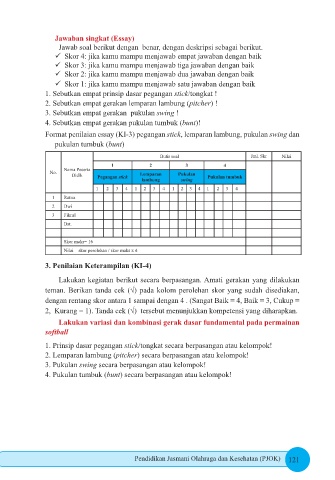 Jawaban singkat (Essay)
Jawab soal berikut dengan benar, dengan deskripsi sebagai berikut.
✓ Skor 4: jika kamu mampu menjawab empat jawaban dengan baik
✓ Skor 3: jika kamu mampu menjawab tiga jawaban dengan baik
✓ Skor 2: jika kamu mampu menjawab dua jawaban dengan baik
✓ Skor 1: jika kamu mampu menjawab satu jawaban dengan baik
1. Sebutkan empat prinsip dasar pegangan stick/tongkat !
2. Sebutkan empat gerakan lemparan lambung (pitcher) !
3. Sebutkan empat gerakan pukulan swing !
4. Sebutkan empat gerakan pukulan tumbuk (bunt)!
Format penilaian essay (KI-3) pegangan stick, lemparan lambung, pukulan swing dan
pukulan tumbuk (bunt)
No. Nama Peserta Didik Butir soal Jml. Skr Nilai
1 2 3 4
Pegangan stick Lemparan lambung Pukulan swing Pukulan tumbuk
1 2 3 4 1 2 3 4 1 2 3 4 1 2 3 4
1 Ratna
2 Dwi
3
Dst.
Skor maks= 16
Nilai skor perolehan / skor maks x 4
3. Penilaian Keterampilan (KI-4)
Lakukan kegiatan berikut secara berpasangan. Amati gerakan yang dilakukan
teman. Berikan tanda cek (√) pada kolom perolehan skor yang sudah disediakan,
dengan rentang skor antara 1 sampai dengan 4 . (Sangat Baik = 4, Baik = 3, Cukup =
2, Kurang = 1). Tanda cek (√) tersebut menunjukkan kompetensi yang diharapkan.
Lakukan variasi dan kombinasi gerak dasar fundamental pada permainan
softball
1. Prinsip dasar pegangan stick/tongkat secara berpasangan atau kelompok!
2. Lemparan lambung (pitcher) secara berpasangan atau kelompok!
3. Pukulan swing secara berpasangan atau kelompok!
4. Pukulan tumbuk (bunt) secara berpasangan atau kelompok!
Pendidikan Jasmani Olahraga dan Kesehatan (PJOK) 121